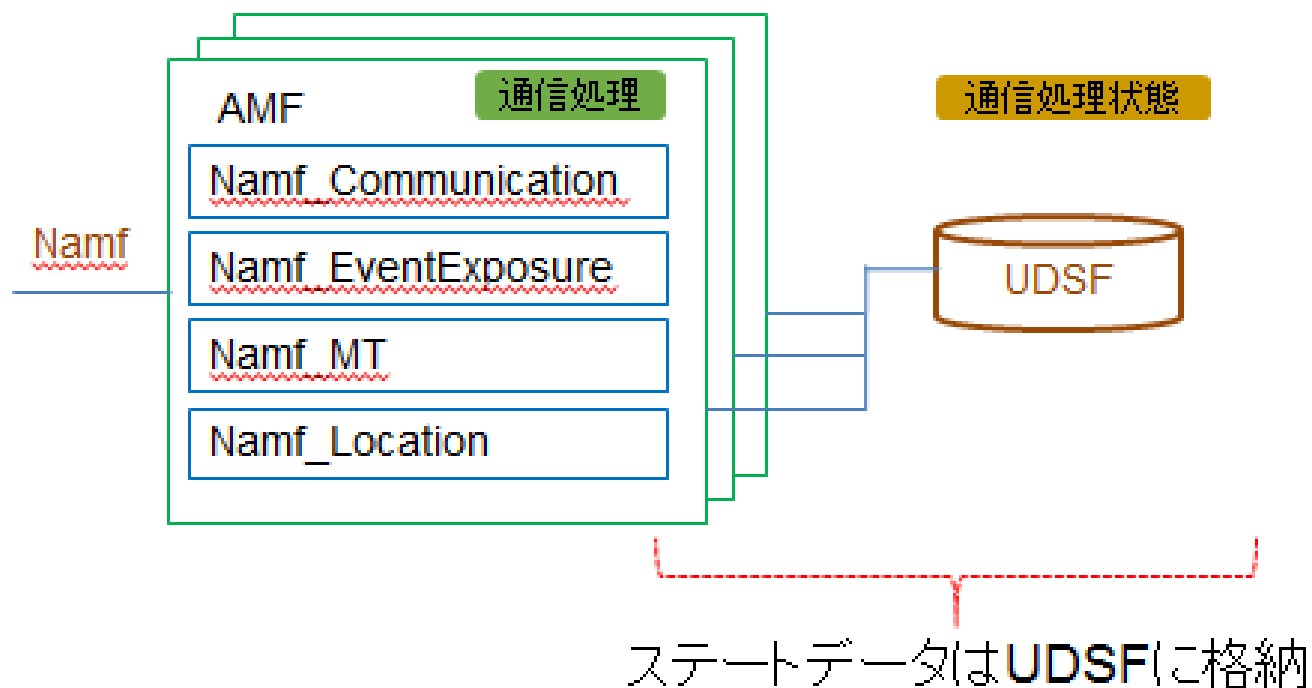 AMF
通信処理
通信処理状態
Namf_Communication
Namf
Namf_EventExposure
UDSF
Namf_MT
Namf_Location
ステートデータはUDSFに格納